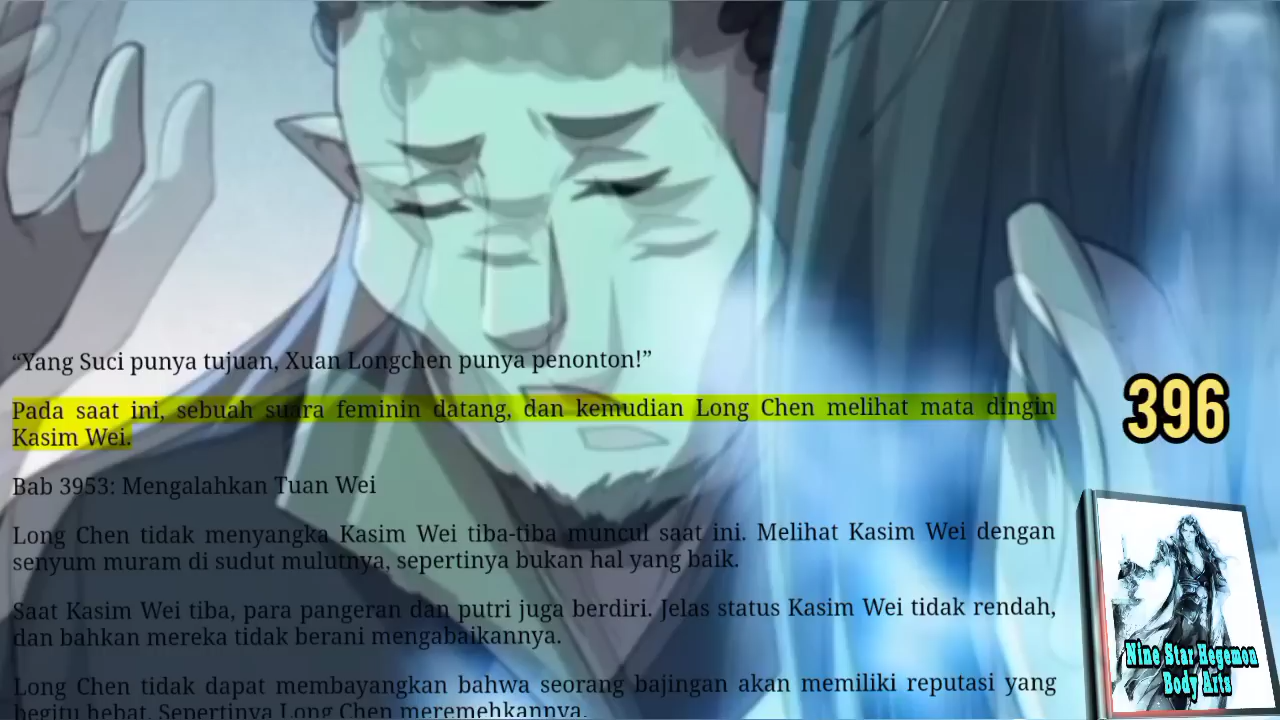 “Yang Suci punya tujuan, Xuan Longchen punya penonton!”
Pada saat ini, sebuah suara feminin datang, dan kemudian Long Chen melihat mata dingin
Kasim Wei.
Bab 3953: Mengalahkan Tuan Wei
Long Chen tidak menyangka Kasim Wei tiba-tiba muncul saat ini. Melihat Kasim Wei dengan
senyum muram di sudut mulutnya, sepertinya bukan hal yang baik.
Saat Kasim Wei tiba, para pangeran dan putri juga berdiri. Jelas status Kasim Wei tidak rendah,
dan bahkan mereka tidak berani mengabaikannya.
Long Chen tidak dapat membayangkan bahwa seorang bajingan akan memiliki reputasi yang
begitu hebat. Sepertinya Long Chen meremehkannya.
396
Nine Star Hegemon
Body Arts